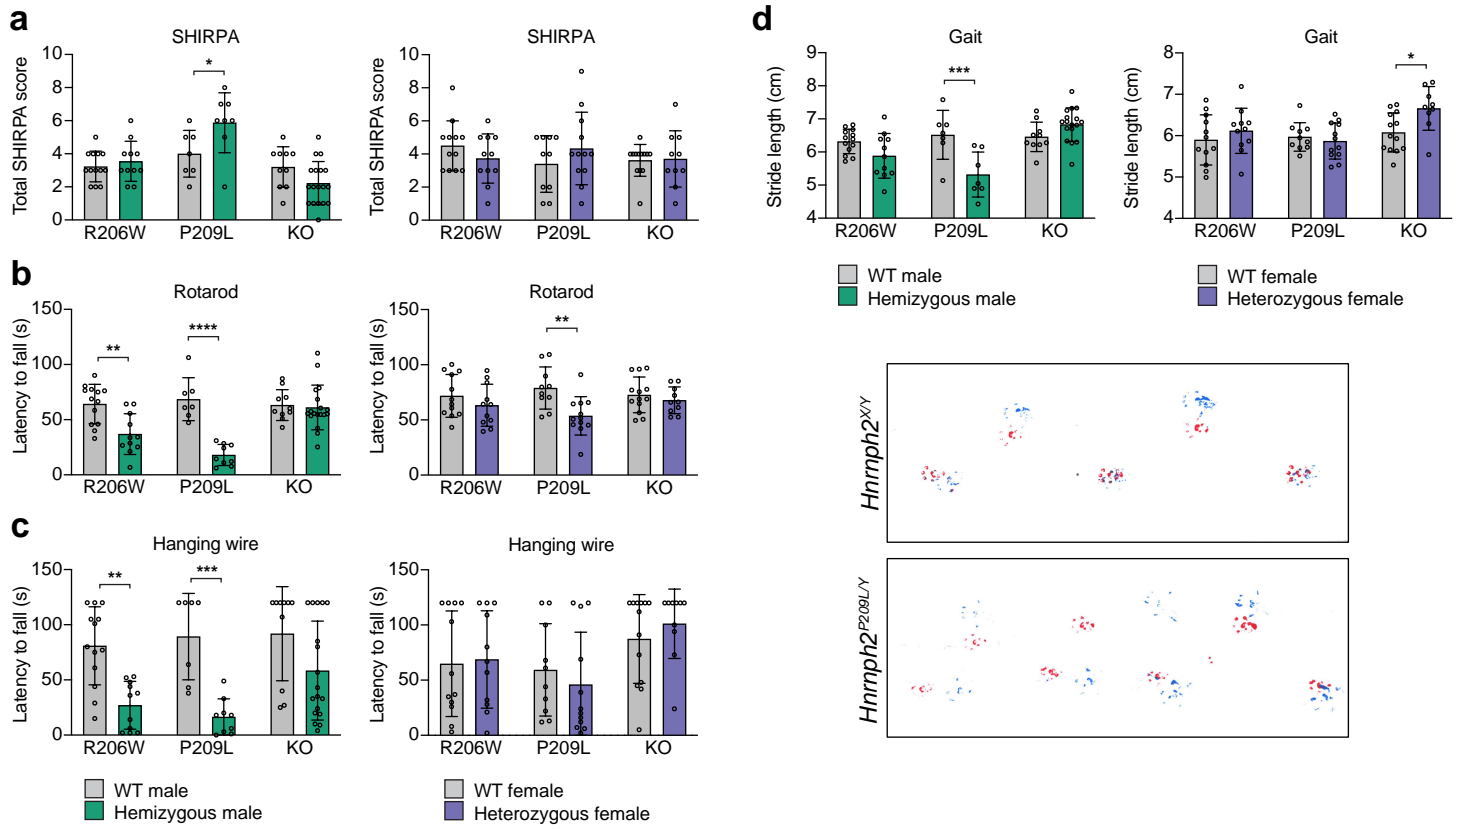 a
SHIRPA
Total SHIRPA score
10
8
6
4
2
0
*
R206W P209L KO
SHIRPA
Total SHIRPA score
10
8
6
4
2
0
R206W P209L KO
b
Rotarod
Latency to fall (s)
150
100
50
0
**
****
R206W P209L KO
Rotarod
Latency to fall (s)
150
100
50
0
**
R206W P209L KO
c
Hanging wire
Latency to fall (s)
150
100
50
0
**
***
R206W P209L KO
WT male
Hemizygous male
Hanging wire
Latency to fall (s)
150
100
50
0
R206W P209L KO
WT female
Heterozygous female
d
Gait
Stride length (cm)
9
8
7
6
5
4
***
R206W P209L KO
WT male
Hemizygous male
Gait
Stride length (cm)
8
7
6
5
4
*
R206W P209L KO
WT female
Heterozygous female
Hnrnph2X/Y
Hnrnph2P209L/Y